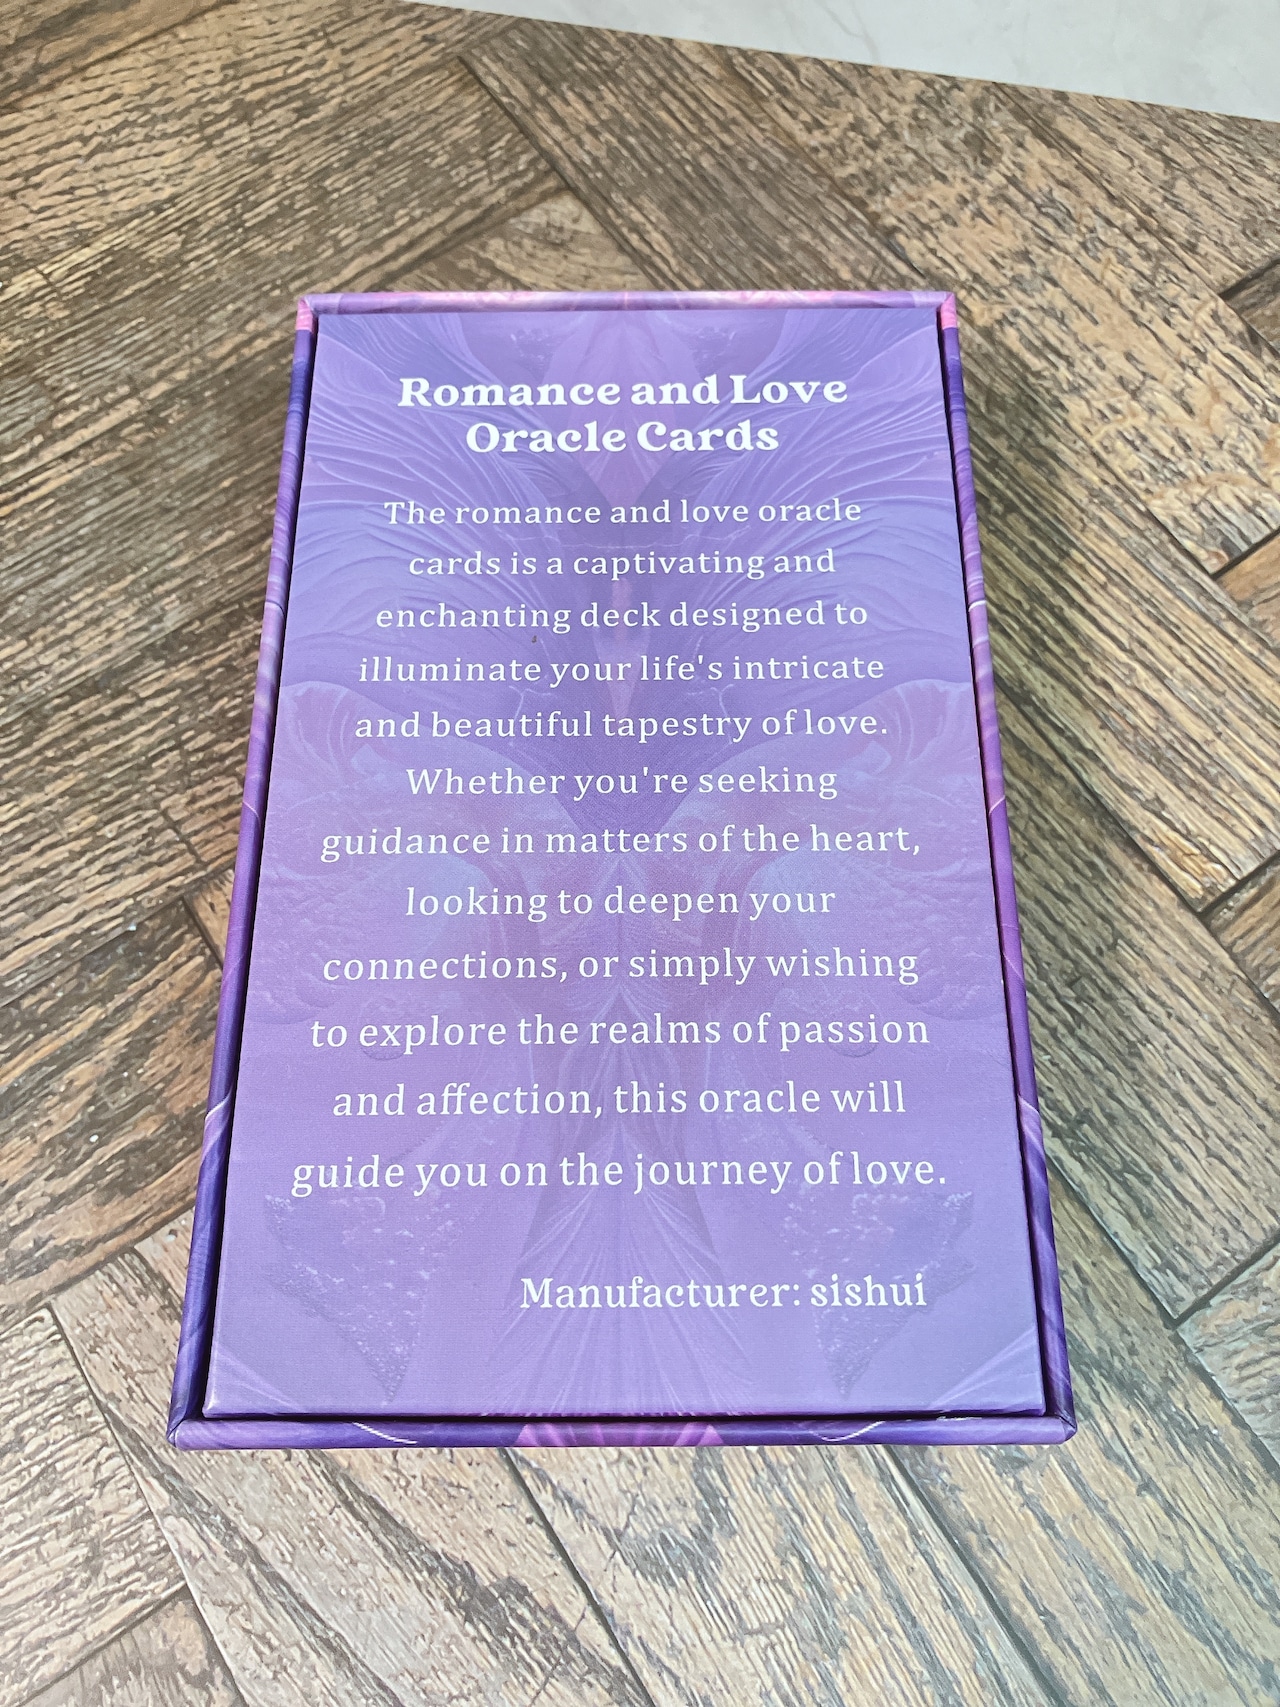 Romance and Love
Oracle Cards
The romance and love oracle
cards is a captivating and
enchanting deck designed to
illuminate your life's intricate
and beautiful tapestry of love.
Whether you're seeking
guidance in matters of the heart,
looking to deepen your
connections, or simply wishing
to explore the realms of passion
and affection, this oracle will
guide you on the journey of love.
Manufacturer: sishui